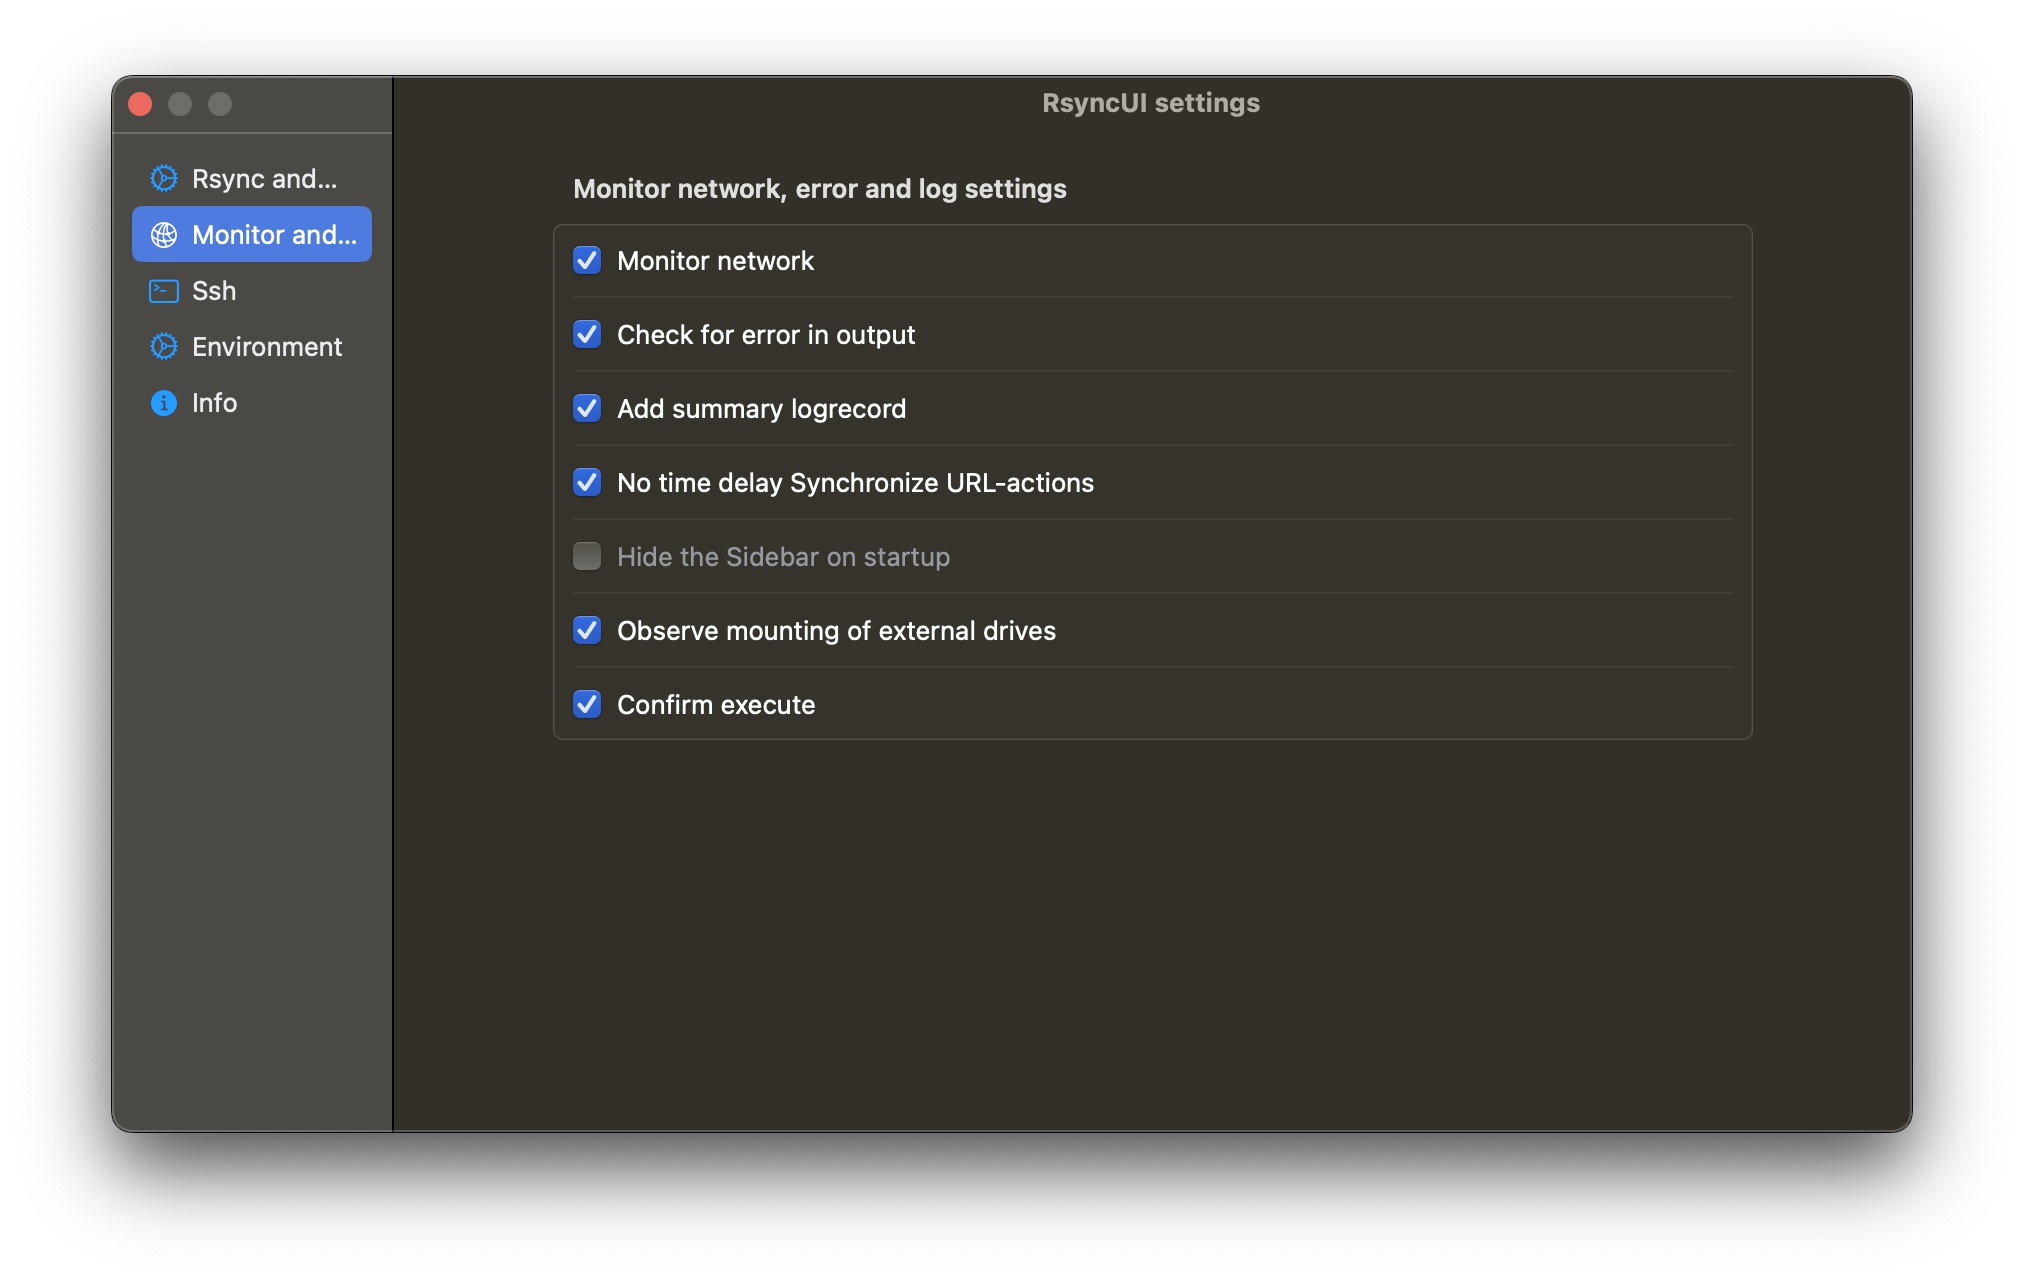 RsyncUI settings
Rsync and...
Monitor and...
Ssh
Environment
Info
Monitor network, error and log settings
Monitor network
Check for error in output
Add summary logrecord
No time delay Synchronize URL-actions
Hide the Sidebar on startup
Observe mounting of external drives
Confirm execute